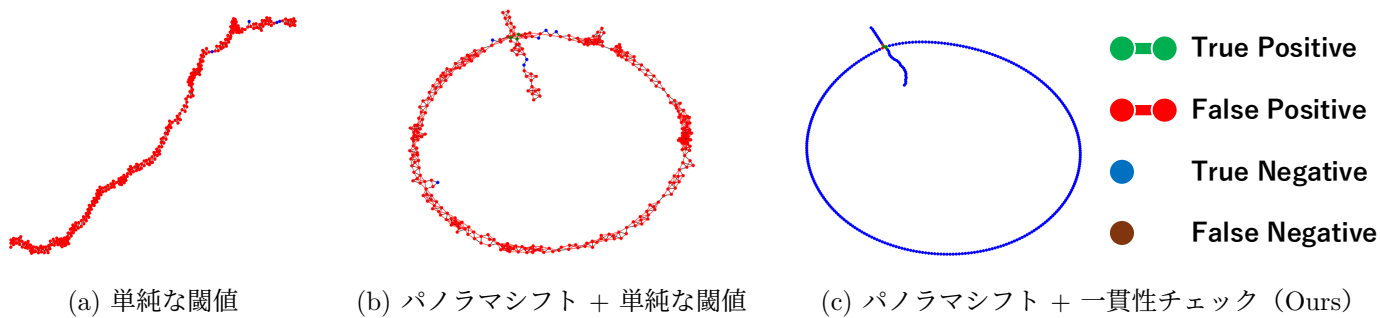 True Positive
False Positive
True Negative
False Negative
(a) 単純な閾値
(b) パノラマシフト + 単純な閾値
(c) パノラマシフト + 一貫性チェック（Ours）